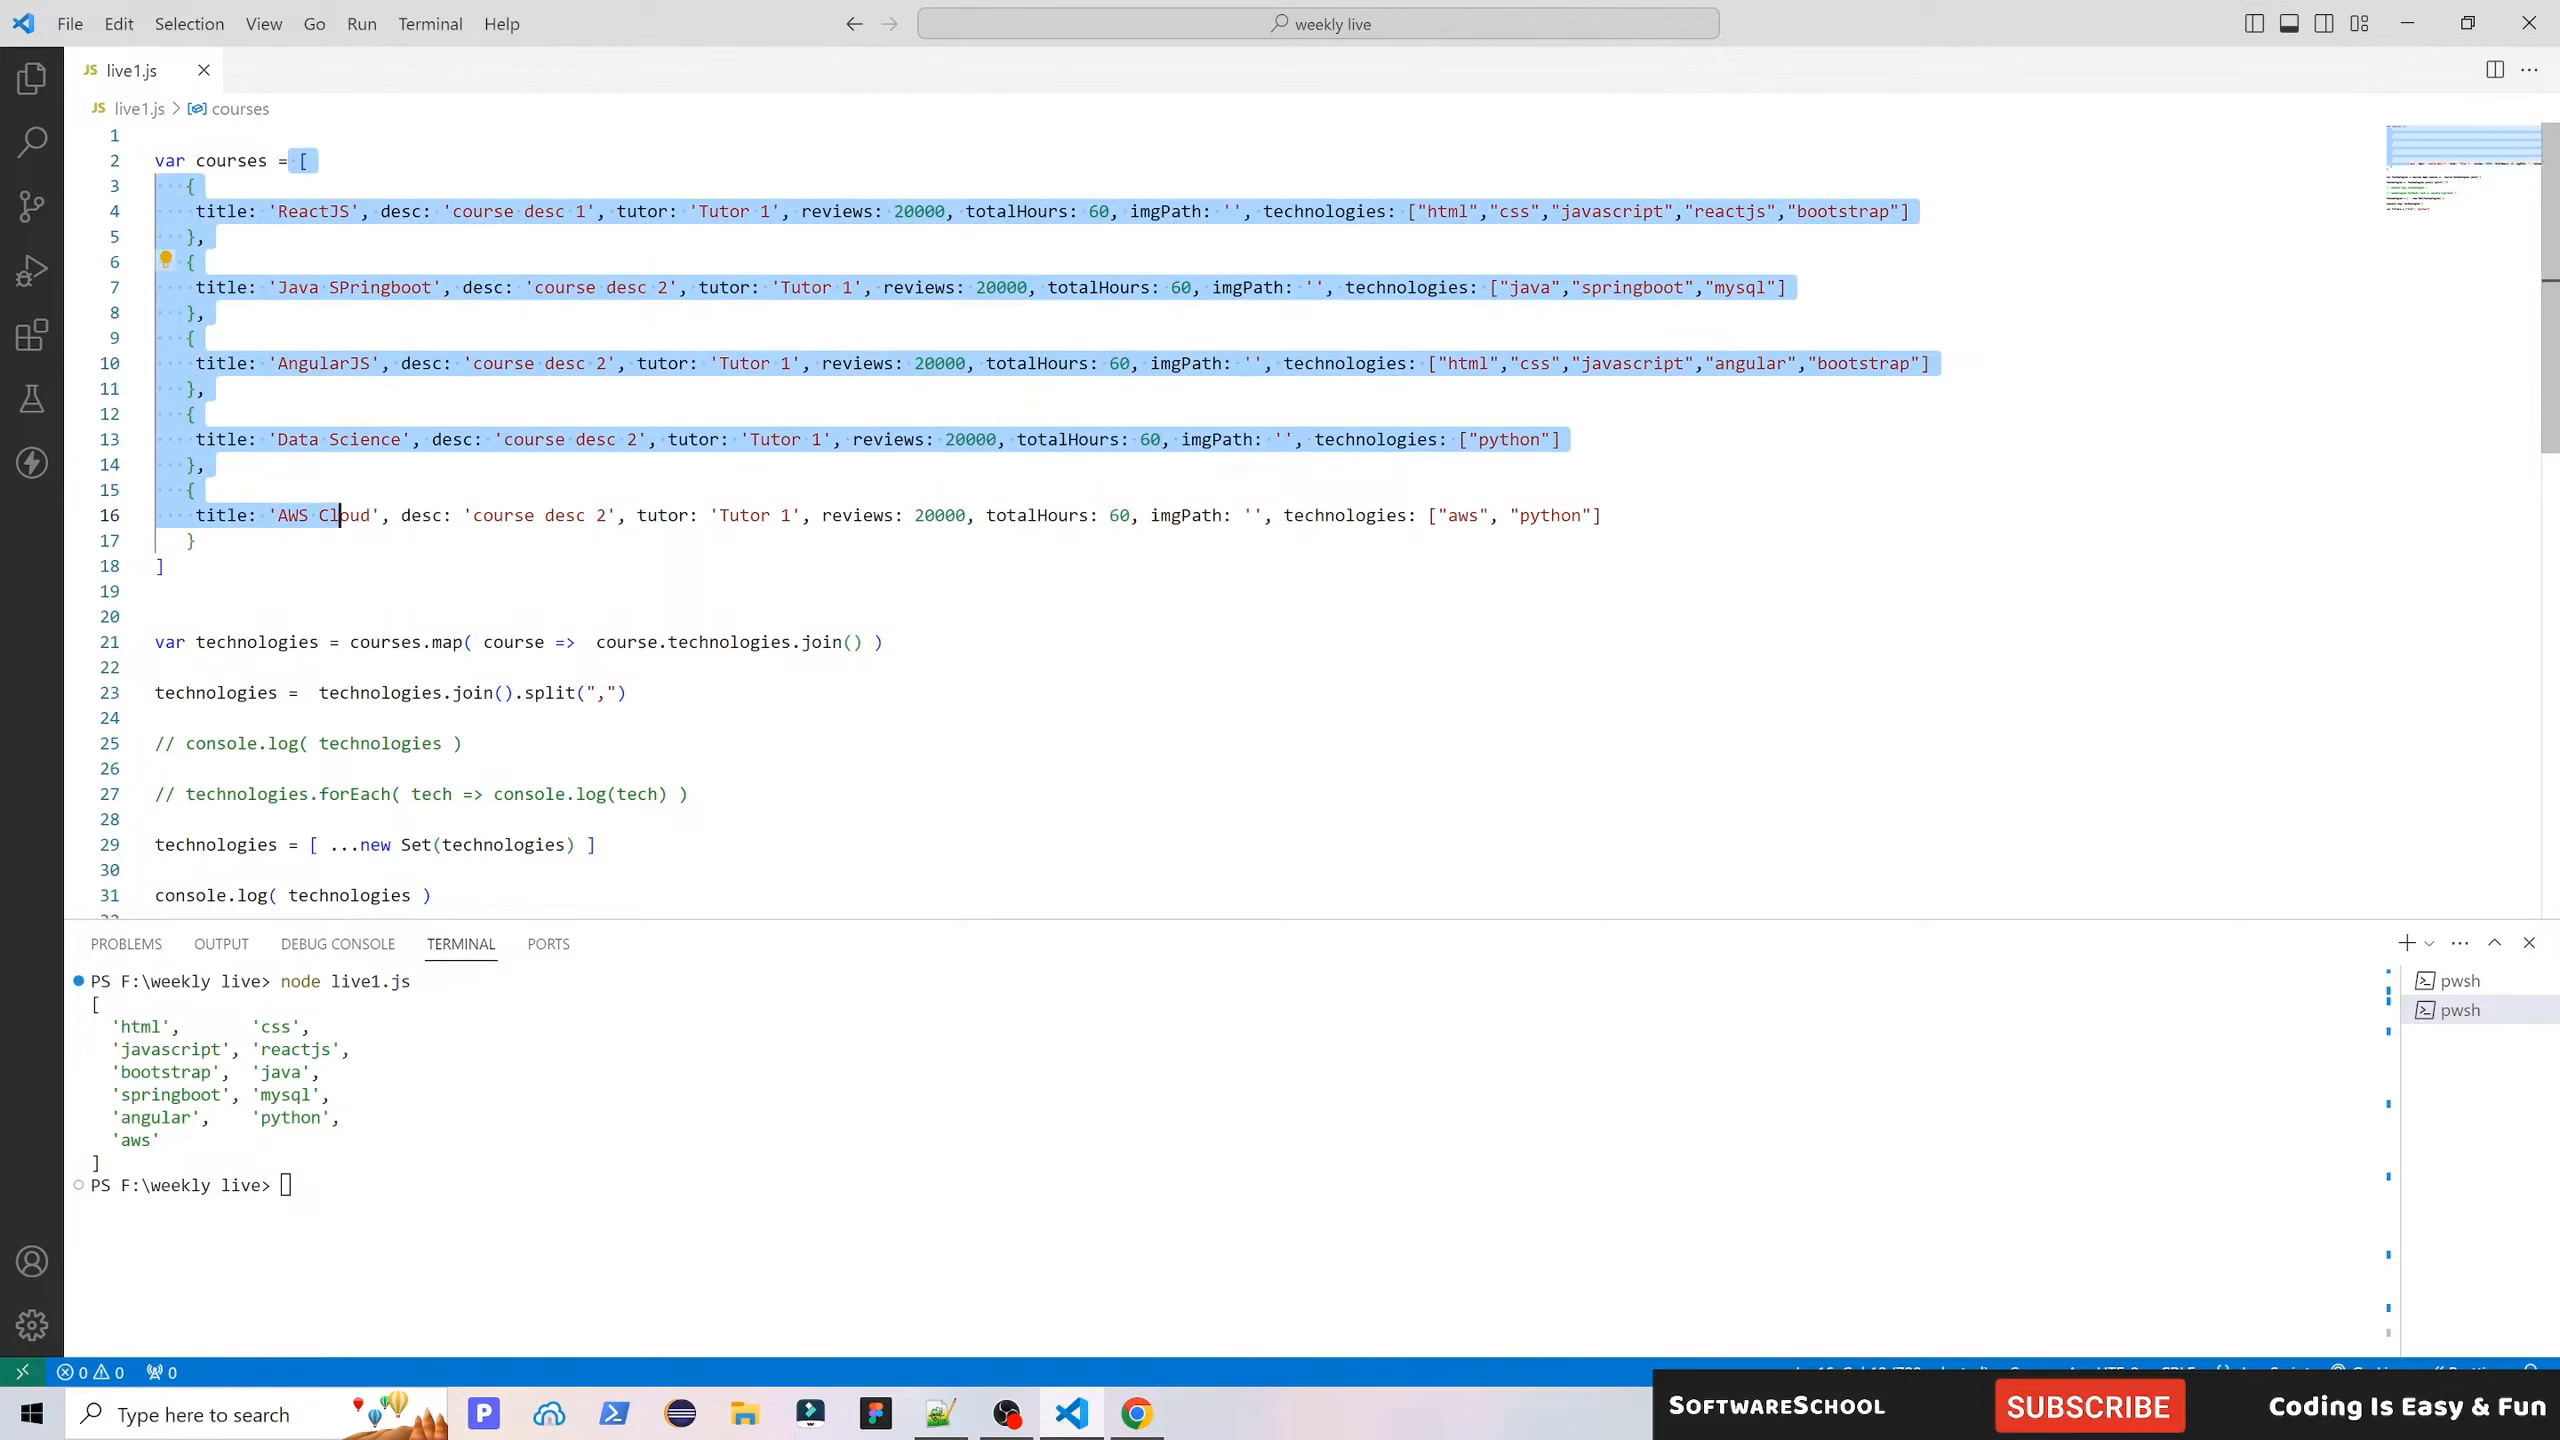 File Edit Selection View Go Run Terminal Help
weekly live
JS live1.js
JS live1.js > courses
1
2 var courses = [
3 {
4 title: 'ReactJS', desc: 'course desc 1', tutor: 'Tutor 1', reviews: 20000, totalHours: 60, imgPath: '', technologies: ["html","css","javascript","reactjs","bootstrap"]
5 },
6 {
7 title: 'Java SPringboot', desc: 'course desc 2', tutor: 'Tutor 1', reviews: 20000, totalHours: 60, imgPath: '', technologies: ["java","springboot","mysql"]
8 },
9 {
10 title: 'AngularJS', desc: 'course desc 2', tutor: 'Tutor 1', reviews: 20000, totalHours: 60, imgPath: '', technologies: ["html","css","javascript","angular","bootstrap"]
11 },
12 {
13 title: 'Data Science', desc: 'course desc 2', tutor: 'Tutor 1', reviews: 20000, totalHours: 60, imgPath: '', technologies: ["python"]
14 },
15 {
16 title: 'AWS Cloud', desc: 'course desc 2', tutor: 'Tutor 1', reviews: 20000, totalHours: 60, imgPath: '', technologies: ["aws", "python"]
17 }
18 ]
19
20
21 var technologies = courses.map( course => course.technologies.join() )
22
23 technologies = technologies.join().split(",")
24
25 // console.log( technologies )
26
27 // technologies.forEach( tech => console.log(tech) )
28
29 technologies = [ ...new Set(technologies) ]
30
31 console.log( technologies )
PROBLEMS OUTPUT DEBUG CONSOLE TERMINAL PORTS
PS F:\weekly live> node live1.js
[
'html', 'css',
'javascript', 'reactjs',
'bootstrap', 'java',
'springboot', 'mysql',
'angular', 'python',
'aws'
]
PS F:\weekly live>
pwsh
pwsh
0 0 0
Type here to search
SOFTWARESCHOOL SUBSCRIBE Coding Is Easy & Fun